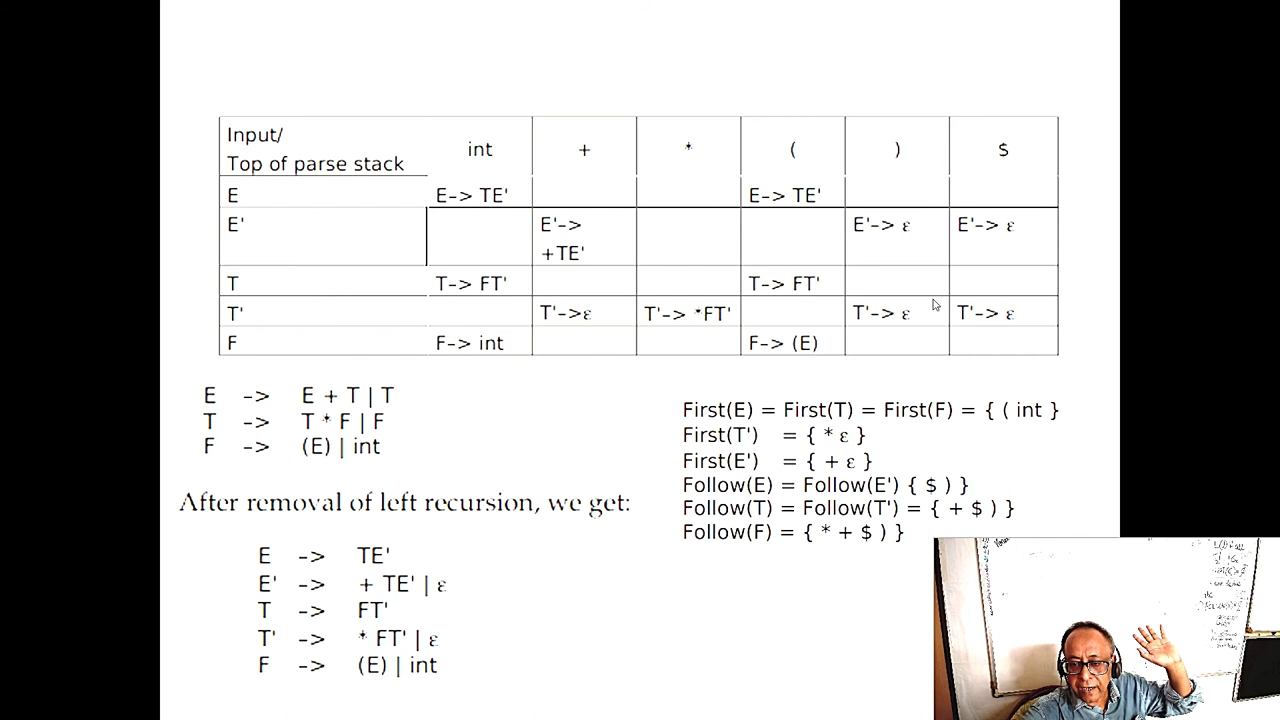 Input/
Top of parse stack int + * ( ) $
E E-> TE' E-> TE'
E' E'-> E'-> ε E'-> ε
+TE'
T T-> FT' T-> FT'
T' T'->ε T'-> *FT' T'-> ε T'-> ε
F F-> int F-> (E)
E -> E + T | T
T -> T * F | F
F -> (E) | int
After removal of left recursion, we get:
E -> TE'
E' -> + TE' | ε
T -> FT'
T' -> * FT' | ε
F -> (E) | int
First(E) = First(T) = First(F) = { ( int }
First(T') = { * ε }
First(E') = { + ε }
Follow(E) = Follow(E') { $ ) }
Follow(T) = Follow(T') = { + $ ) }
Follow(F) = { * + $ ) }